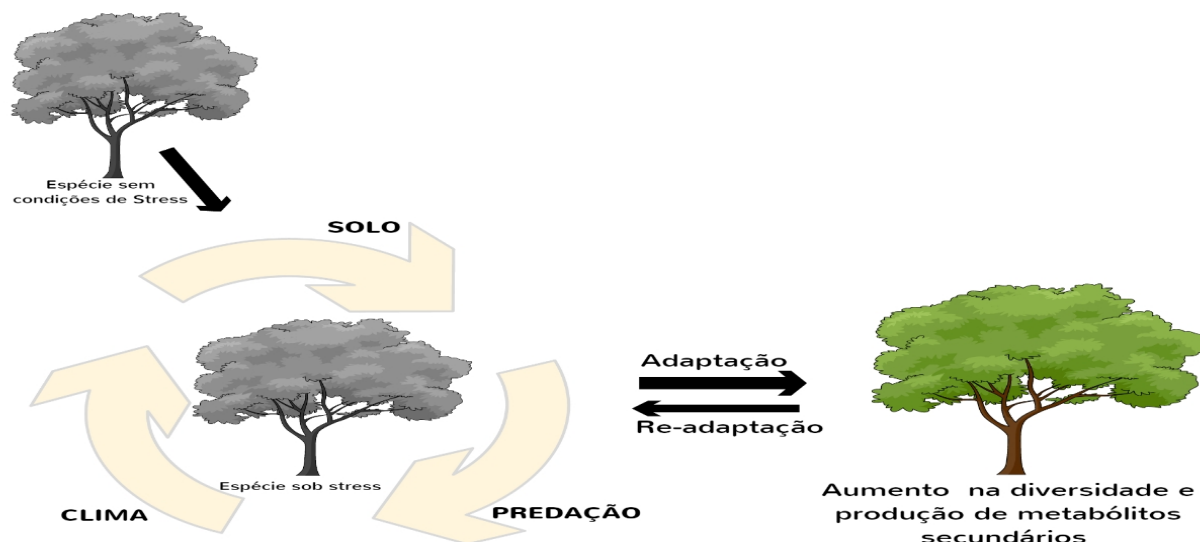 Espécie sem
condições de Stress
SOLO
Adaptação
Re-adaptação
Espécie sob stress
CLIMA
PREDAÇÃO
Aumento na diversidade e
produção de metabólitos
secundários